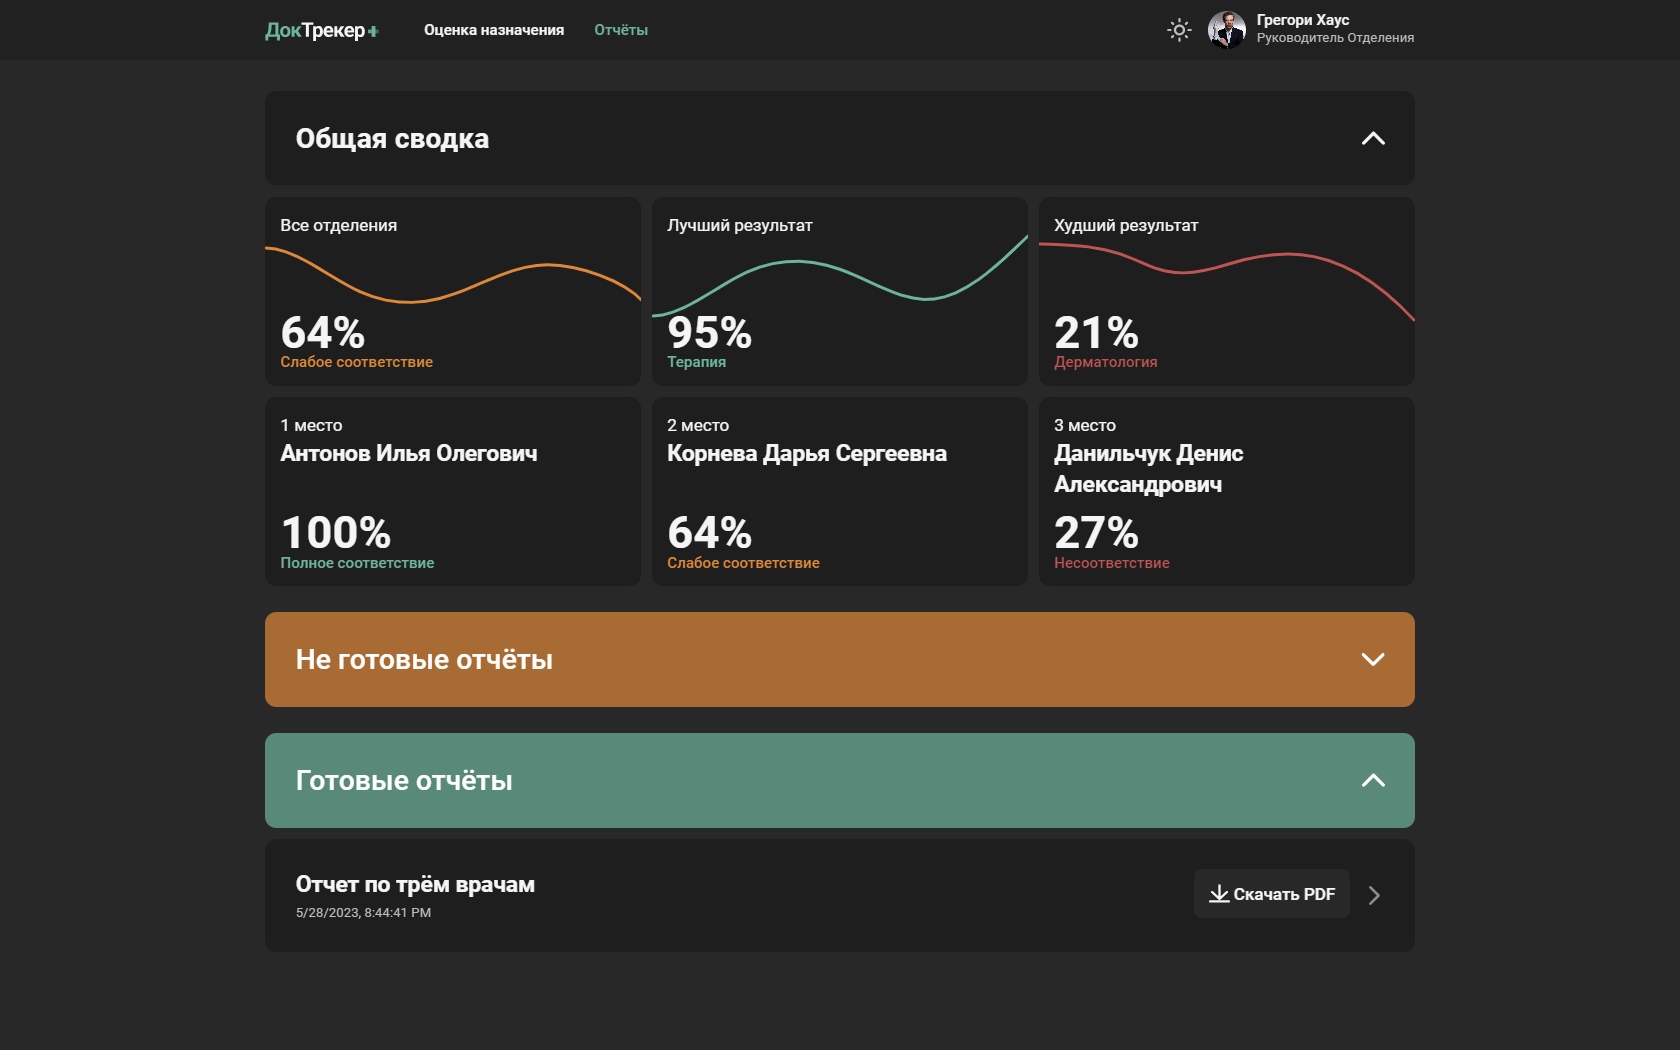 ДокТрекер+
Оценка назначения
Отчёты
Грегори Хаус
Руководитель Отделения
Общая сводка
Все отделения
64%
Слабое соответствие
Лучший результат
95%
Терапия
Худший результат
21%
Дерматология
1 место
Антонов Илья Олегович
100%
Полное соответствие
2 место
Корнева Дарья Сергеевна
64%
Слабое соответствие
3 место
Данильчук Денис
Александрович
27%
Несоответствие
Не готовые отчёты
Готовые отчёты
Отчет по трём врачам
5/28/2023, 8:44:41 PM
Скачать PDF